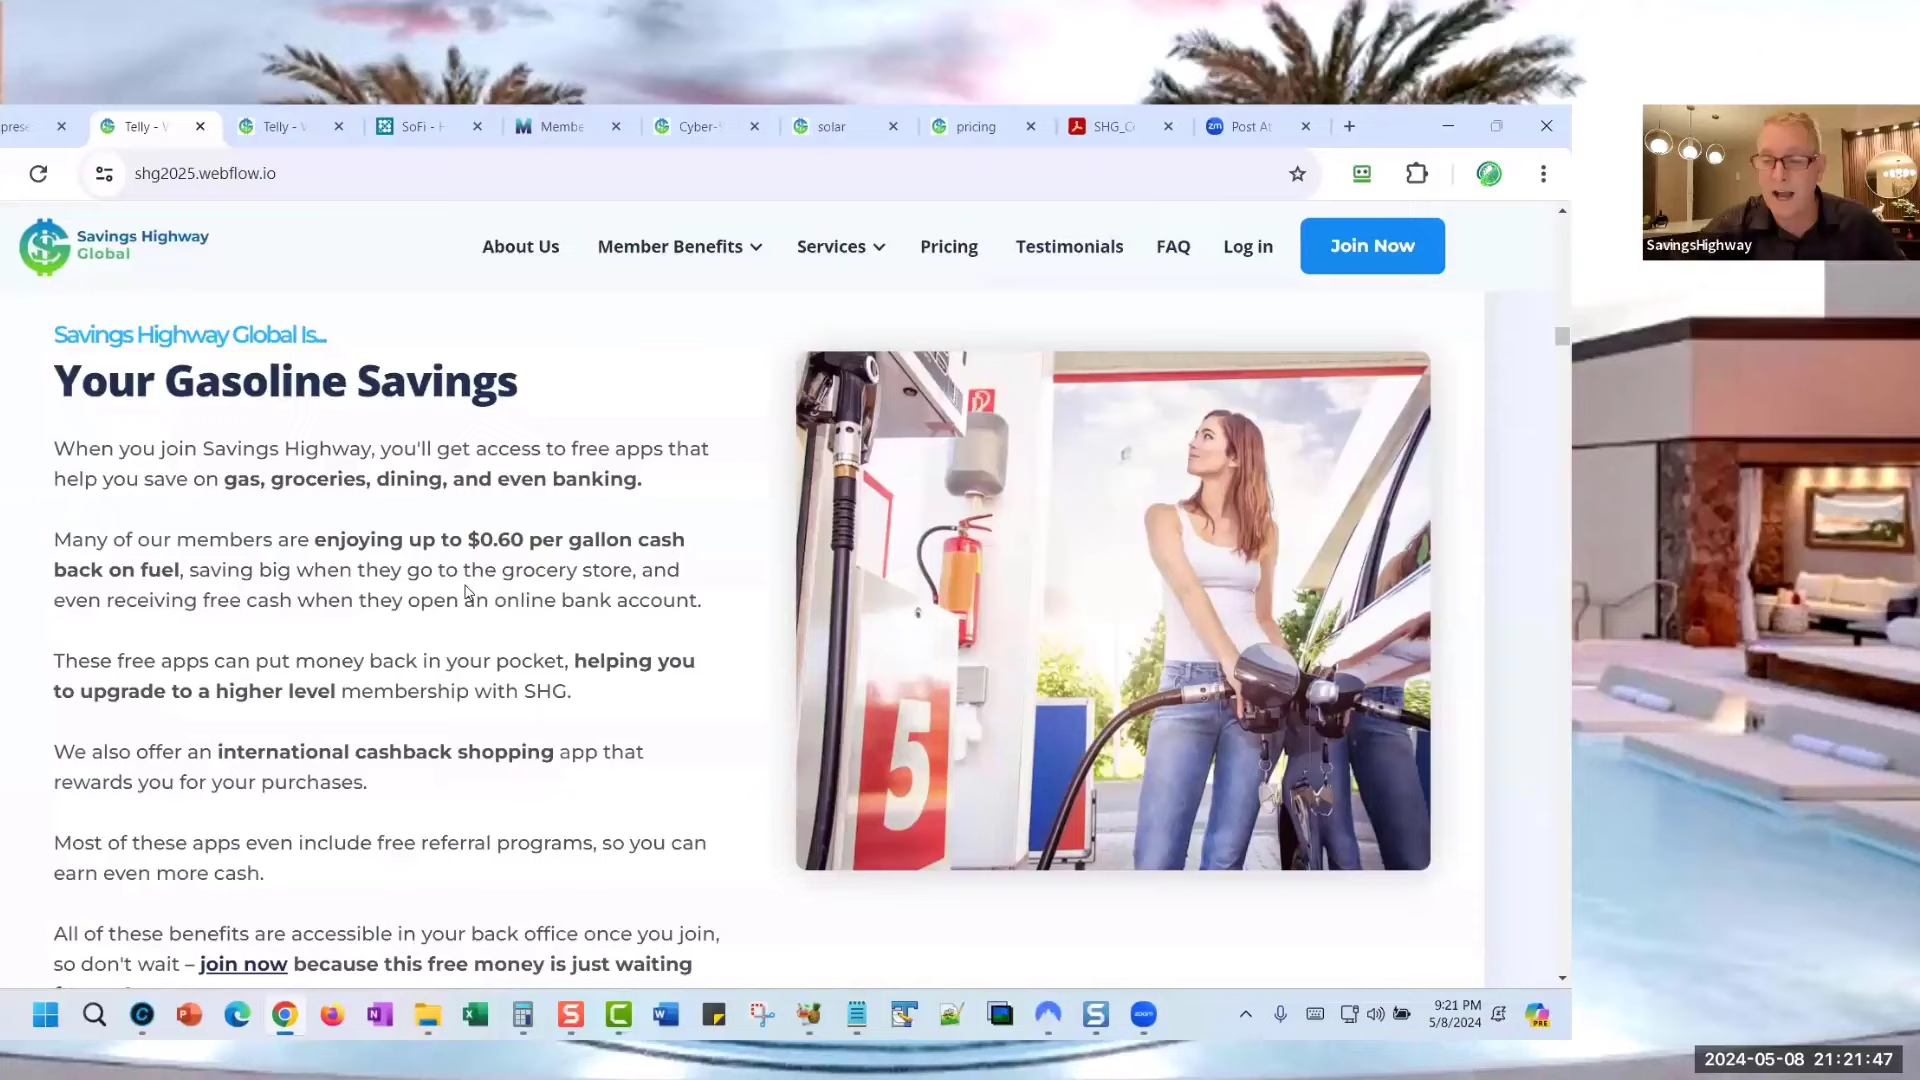 prese
Telly - V
Telly - V
SoFi - H
Membe
Cyber-S
solar
pricing
SHG_C
Post At
shg2025.webflow.io
Savings Highway
Global
About Us
Member Benefits
Services
Pricing
Testimonials
FAQ
Log in
Join Now
SavingsHighway
Savings Highway Global Is...
Your Gasoline Savings
When you join Savings Highway, you'll get access to free apps that
help you save on gas, groceries, dining, and even banking.
Many of our members are enjoying up to $0.60 per gallon cash
back on fuel, saving big when they go to the grocery store, and
even receiving free cash when they open an online bank account.
These free apps can put money back in your pocket, helping you
to upgrade to a higher level membership with SHG.
We also offer an international cashback shopping app that
rewards you for your purchases.
Most of these apps even include free referral programs, so you can
earn even more cash.
All of these benefits are accessible in your back office once you join,
so don't wait – join now because this free money is just waiting
5
9:21 PM
5/8/2024
2024-05-08 21:21:47